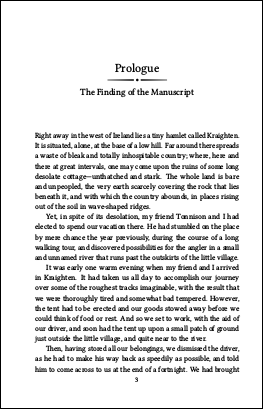 Prologue
The Finding of the Manuscript
Right away in the west of Ireland lies a tiny hamlet called Kraighten.
It is situated, alone, at the base of a low hill. Far around there spreads
a waste of bleak and totally inhospitable country; where, here and
there at great intervals, one may come upon the ruins of some long
desolate cottage—unthatched and stark. The whole land is bare
and unpeopled, the very earth scarcely covering the rock that lies
beneath it, and with which the country abounds, in places rising
out of the soil in wave-shaped ridges.
Yet, in spite of its desolation, my friend Tonnison and I had
elected to spend our vacation there. He had stumbled on the place
by mere chance the year previously, during the course of a long
walking tour, and discovered possibilities for the angler in a small
and unnamed river that runs past the outskirts of the little village.
It was early one warm evening when my friend and I arrived
in Kraighten. It had taken us all day to accomplish our journey
over some of the roughest tracks imaginable, with the result that
we were thoroughly tired and somewhat bad tempered. However,
the tent had to be erected and our goods stowed away before we
could think of food or rest. And so we set to work, with the aid of
our driver, and soon had the tent up upon a small patch of ground
just outside the little village, and quite near to the river.
Then, having stored all our belongings, we dismissed the driver,
as he had to make his way back as speedily as possible, and told
him to come across to us at the end of a fortnight. We had brought
3